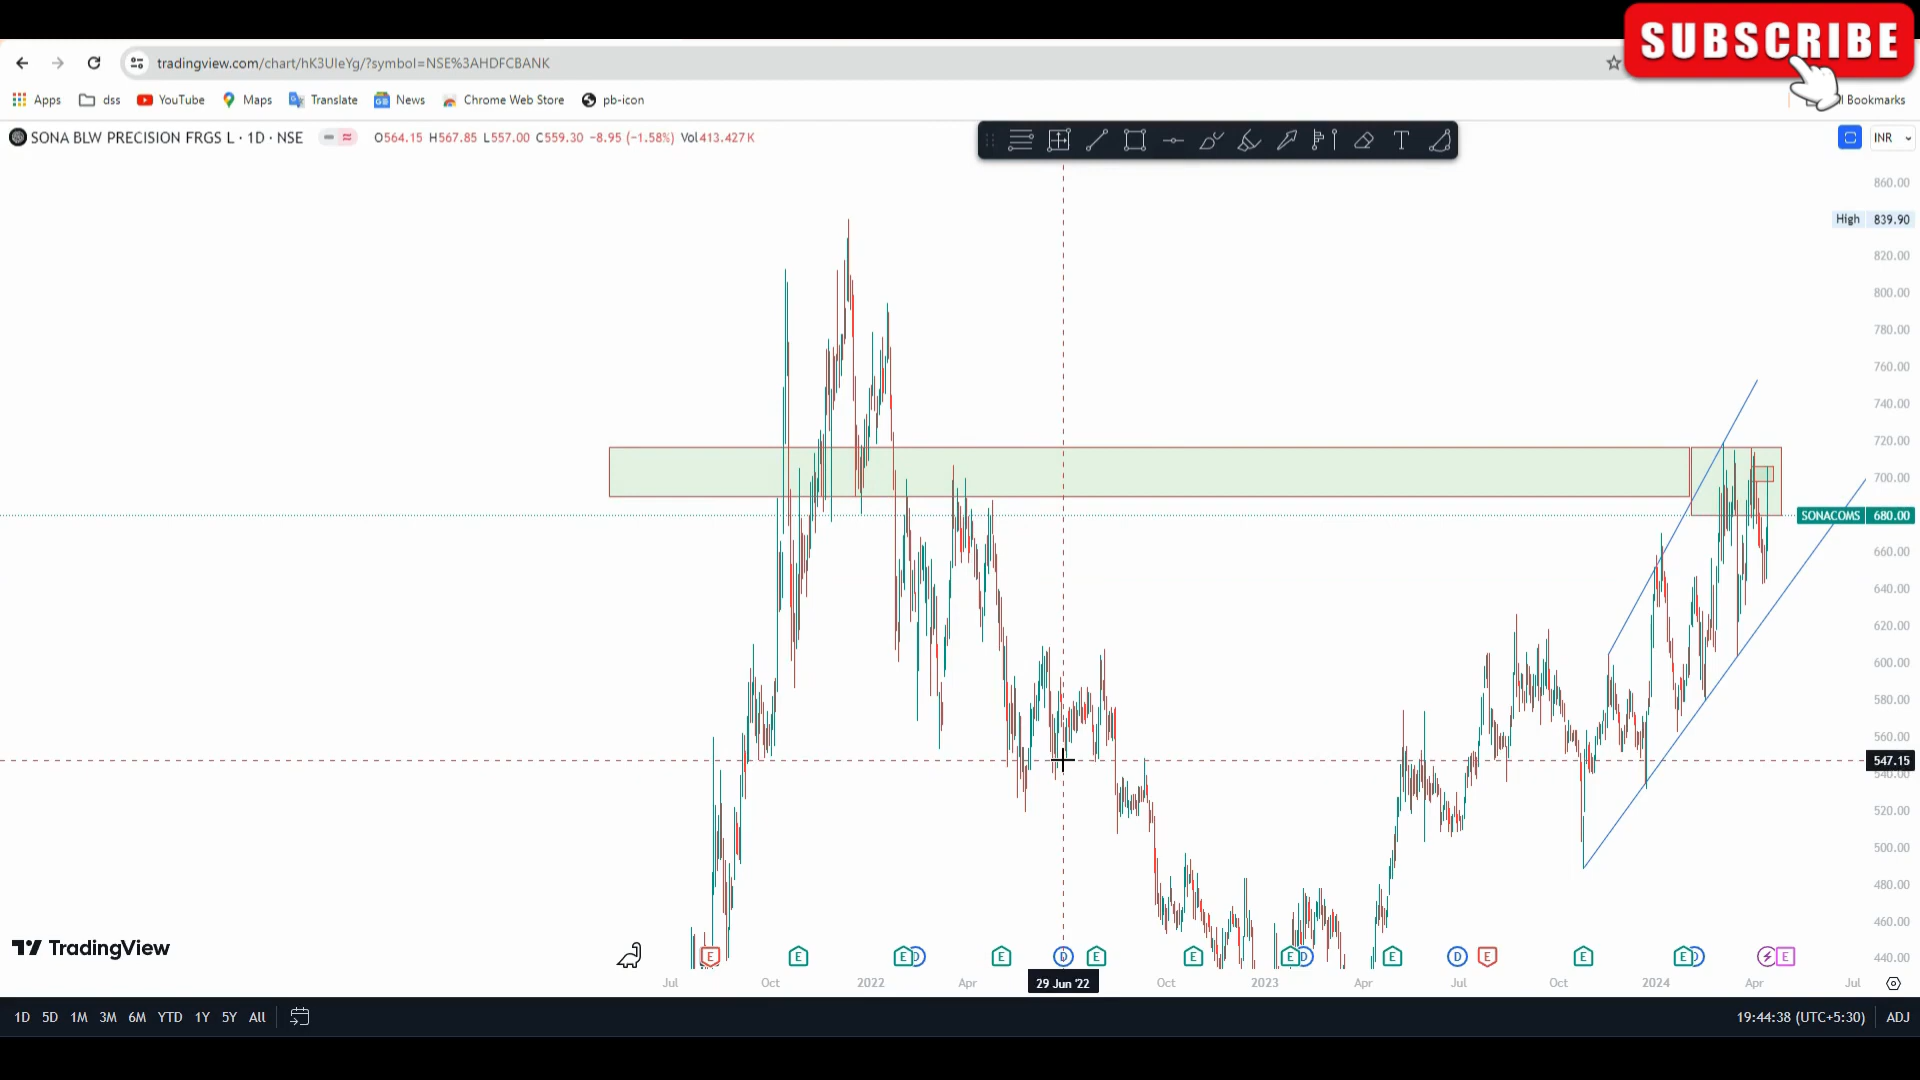 SUBSCRIBE
tradingview.com/chart/hK3UIeYg/?symbol=NSE%3AHDFCBANK
Apps dss YouTube Maps Translate News Chrome Web Store pb-icon Bookmarks
SONA BLW PRECISION FRGS L · 1D · NSE O564.15 H567.85 L557.00 C559.30 -8.95 (-1.58%) Vol413.427K
INR
860.00
High 839.90
820.00
800.00
780.00
760.00
740.00
720.00
700.00
SONACOMS 680.00
660.00
640.00
620.00
600.00
580.00
560.00
547.15
540.00
520.00
500.00
480.00
460.00
440.00
TradingView
E E E D E D E E E D E D E E D E
Jul Oct 2022 Apr 29 Jun '22 Oct 2023 Apr Jul Oct 2024 Apr Jul
1D 5D 1M 3M 6M YTD 1Y 5Y All 19:44:38 (UTC+5:30) ADJ